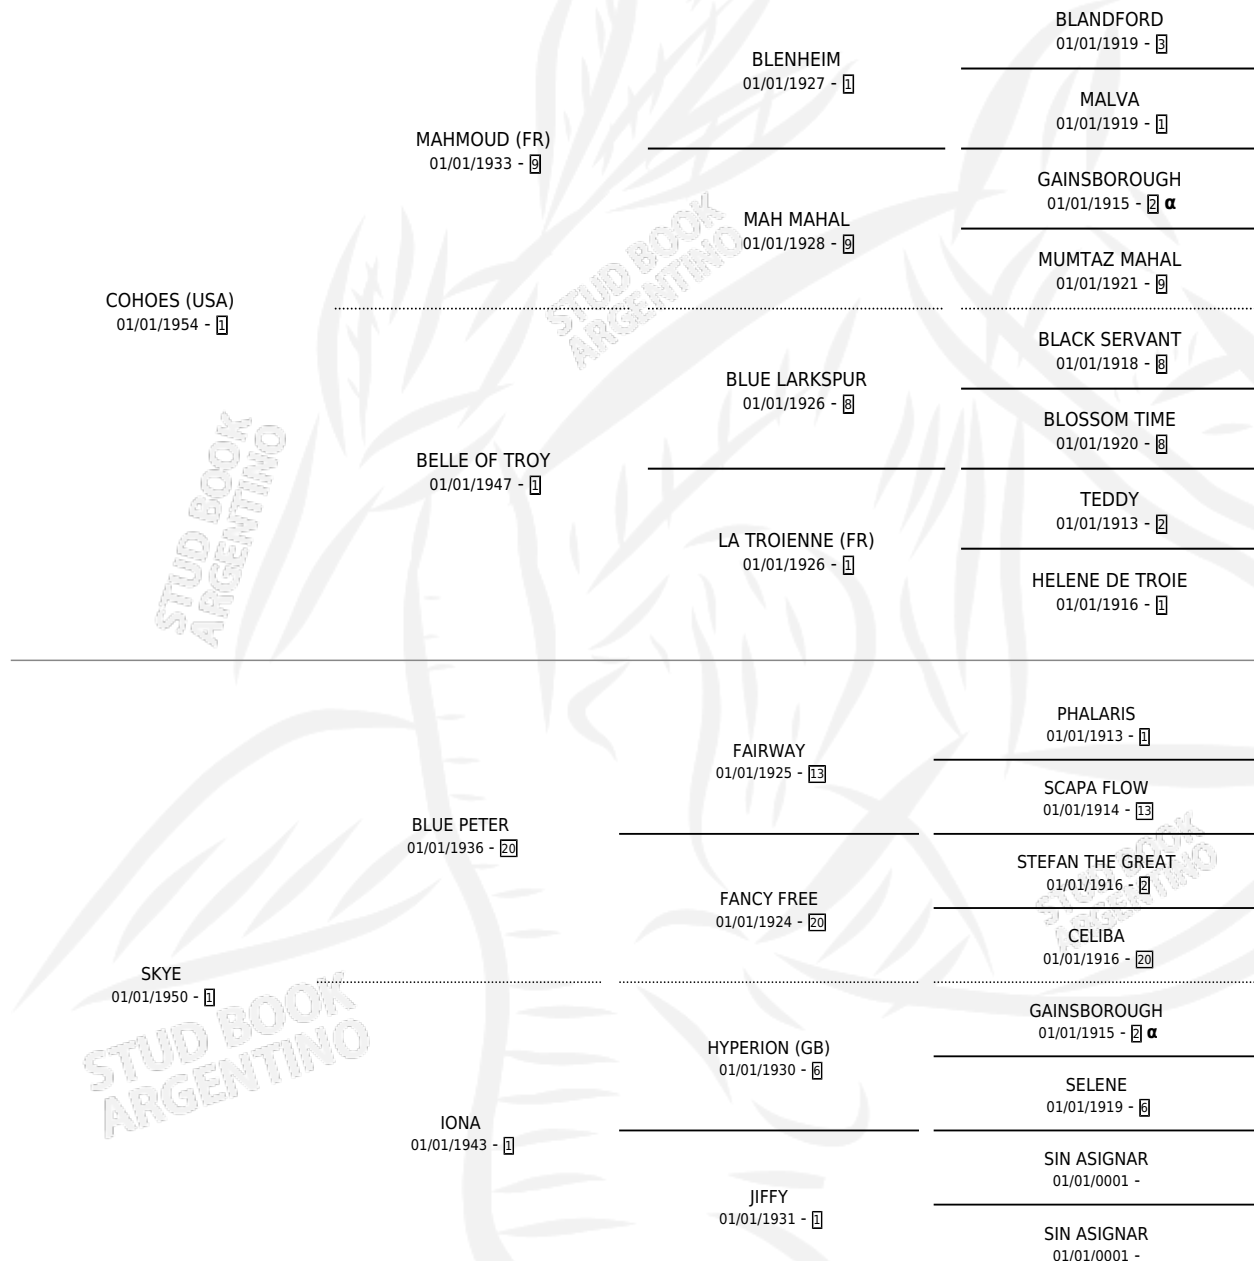 BLANDFORD
01/01/1919 - 3
BLENHEIM
01/01/1927 - 1
MALVA
01/01/1919 - 1
MAHMOUD (FR)
01/01/1933 - 9
GAINSBOROUGH
01/01/1915 - 2 α
MAH MAHAL
01/01/1928 - 9
MUMTAZ MAHAL
01/01/1921 - 9
STUD BOOK
ARGENTINO
COHOES (USA)
01/01/1954 - 1
BLACK SERVANT
01/01/1918 - 8
BLUE LARKSPUR
01/01/1926 - 8
BLOSSOM TIME
01/01/1920 - 8
BELLE OF TROY
01/01/1947 - 1
TEDDY
01/01/1913 - 2
LA TROIENNE (FR)
01/01/1926 - 1
HELENE DE TROIE
01/01/1916 - 1
STUD BOOK
ARGENTINO
PHALARIS
01/01/1913 - 1
FAIRWAY
01/01/1925 - 13
SCAPA FLOW
01/01/1914 - 13
BLUE PETER
01/01/1936 - 20
STEFAN THE GREAT
01/01/1916 - 2
FANCY FREE
01/01/1924 - 20
CELIBA
01/01/1916 - 20
STUD BOOK
ARGENTINO
SKYE
01/01/1950 - 1
GAINSBOROUGH
01/01/1915 - 2 α
HYPERION (GB)
01/01/1930 - 6
SELENE
01/01/1919 - 6
STUD BOOK
ARGENTINO
IONA
01/01/1943 - 1
SIN ASIGNAR
01/01/0001 -
JIFFY
01/01/1931 - 1
SIN ASIGNAR
01/01/0001 -